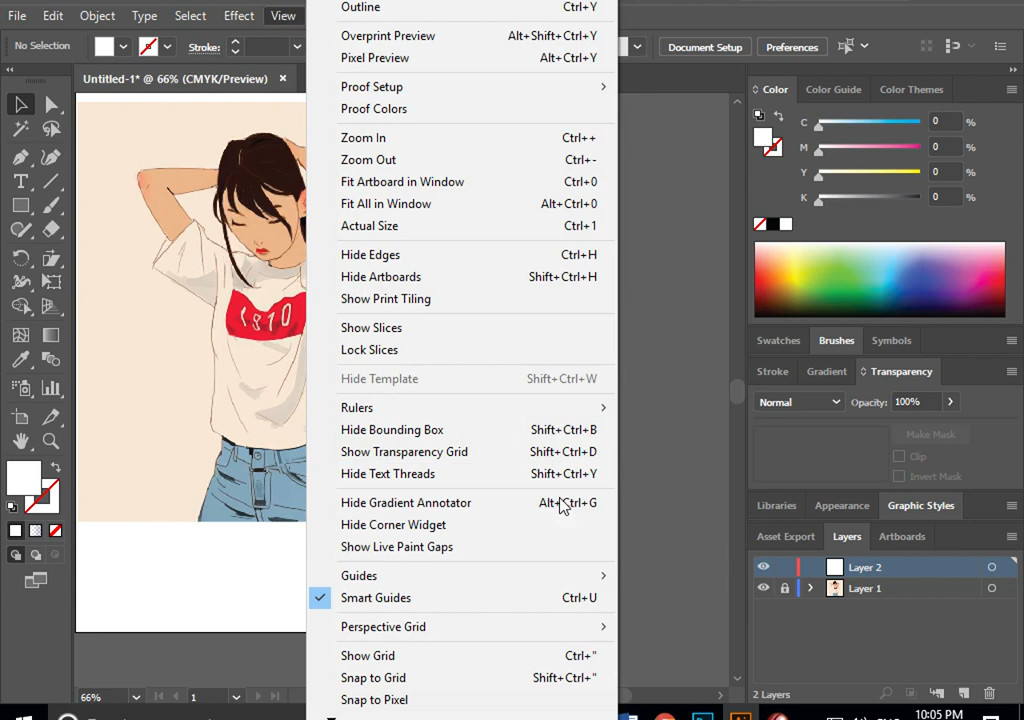 File Edit Object Type Select Effect View
No Selection Stroke: Document Setup Preferences
Untitled-1* @ 66% (CMYK/Preview) ×
Outline Ctrl+Y
Overprint Preview Alt+Shift+Ctrl+Y
Pixel Preview Alt+Ctrl+Y
Proof Setup
Proof Colors
Zoom In Ctrl++
Zoom Out Ctrl+-
Fit Artboard in Window Ctrl+0
Fit All in Window Alt+Ctrl+0
Actual Size Ctrl+1
Hide Edges Ctrl+H
Hide Artboards Shift+Ctrl+H
Show Print Tiling
Show Slices
Lock Slices
Hide Template Shift+Ctrl+W
Rulers
Hide Bounding Box Shift+Ctrl+B
Show Transparency Grid Shift+Ctrl+D
Hide Text Threads Shift+Ctrl+Y
Hide Gradient Annotator Alt+Ctrl+G
Hide Corner Widget
Show Live Paint Gaps
Guides
Smart Guides Ctrl+U
Perspective Grid
Show Grid Ctrl+"
Snap to Grid Shift+Ctrl+"
Snap to Pixel
1810
Color Color Guide Color Themes
C 0 %
M 0 %
Y 0 %
K 0 %
Swatches Brushes Symbols
Stroke Gradient Transparency
Normal Opacity: 100%
Make Mask
Clip
Invert Mask
Libraries Appearance Graphic Styles
Asset Export Layers Artboards
Layer 2
Layer 1
2 Layers
66% 1
10:05 PM